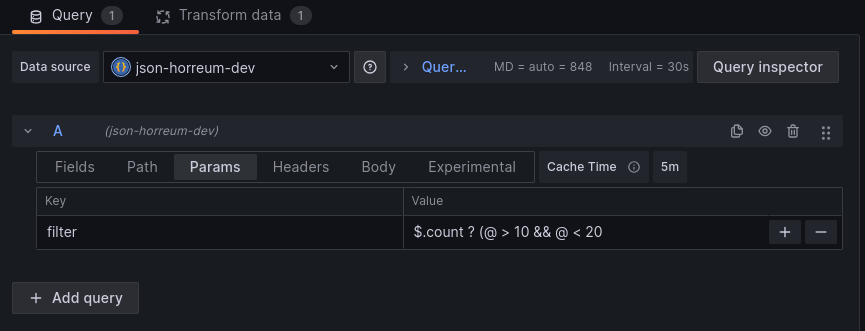 Query 1 Transform data 1
Data source json-horreum-dev Quer... MD = auto = 848 Interval = 30s Query inspector
A (json-horreum-dev)
Fields Path Params Headers Body Experimental Cache Time 5m
Key Value
filter $.count ? (@ > 10 && @ < 20
+ Add query